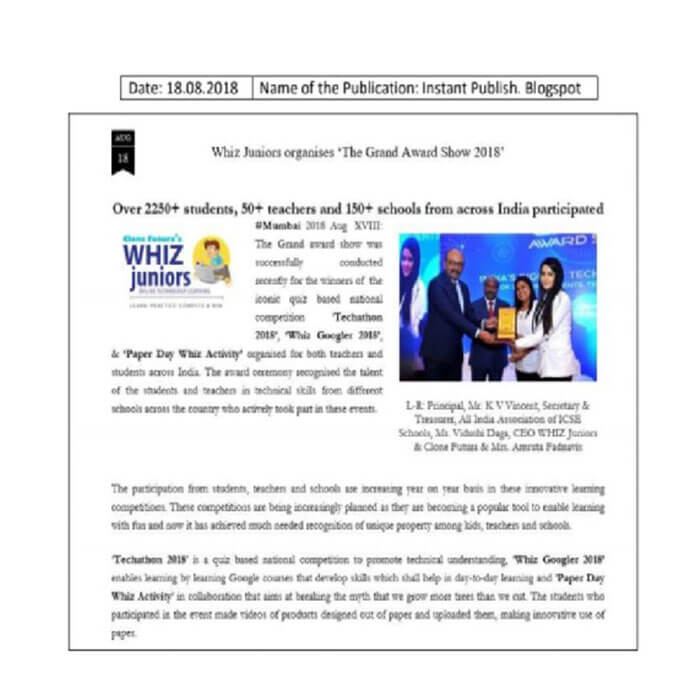 Date: 18.08.2018 Name of the Publication: Instant Publish. Blogspot
AUG
18
Whiz Juniors organises ‘The Grand Award Show 2018’
Over 2250+ students, 50+ teachers and 150+ schools from across India participated
Clone Futura's
WHIZ
juniors
#Mumbai 2018 Aug XVIII:
The Grand award show was
successfully conducted
recently for the winners of the
iconic quiz based national
competition 'Techathon
2018', 'Whiz Googler 2018',
& 'Paper Day Whiz Activity' organised for both teachers and
students across India. The award ceremony recognised the talent
of the students and teachers in technical skills from different
schools across the country who actively took part in these events.
AWARD S
INDIA'S TECH
L-R: Principal, Mr. K V Vincent, Secretary &
Treasurer, All India Association of ICSE
Schools, Ms. Vidushi Daga, CEO WHIZ Juniors
& Clone Futura & Mrs. Amruta Fadnavis
The participation from students, teachers and schools are increasing year on year basis in these innovative learning
competitions. These competitions are being increasingly planned as they are becoming a popular tool to enable learning
with fun and now it has achieved much needed recognition of unique property among kids, teachers and schools.
'Techathon 2018' is a quiz based national competition to promote technical understanding, 'Whiz Googler 2018'
enables learning by learning Google courses that develop skills which shall help in day-to-day learning and 'Paper Day
Whiz Activity' in collaboration that aims at breaking the myth that we grow more trees than we cut. The students who
participated in the event made videos of products designed out of paper and uploaded them, making innovative use of
paper.